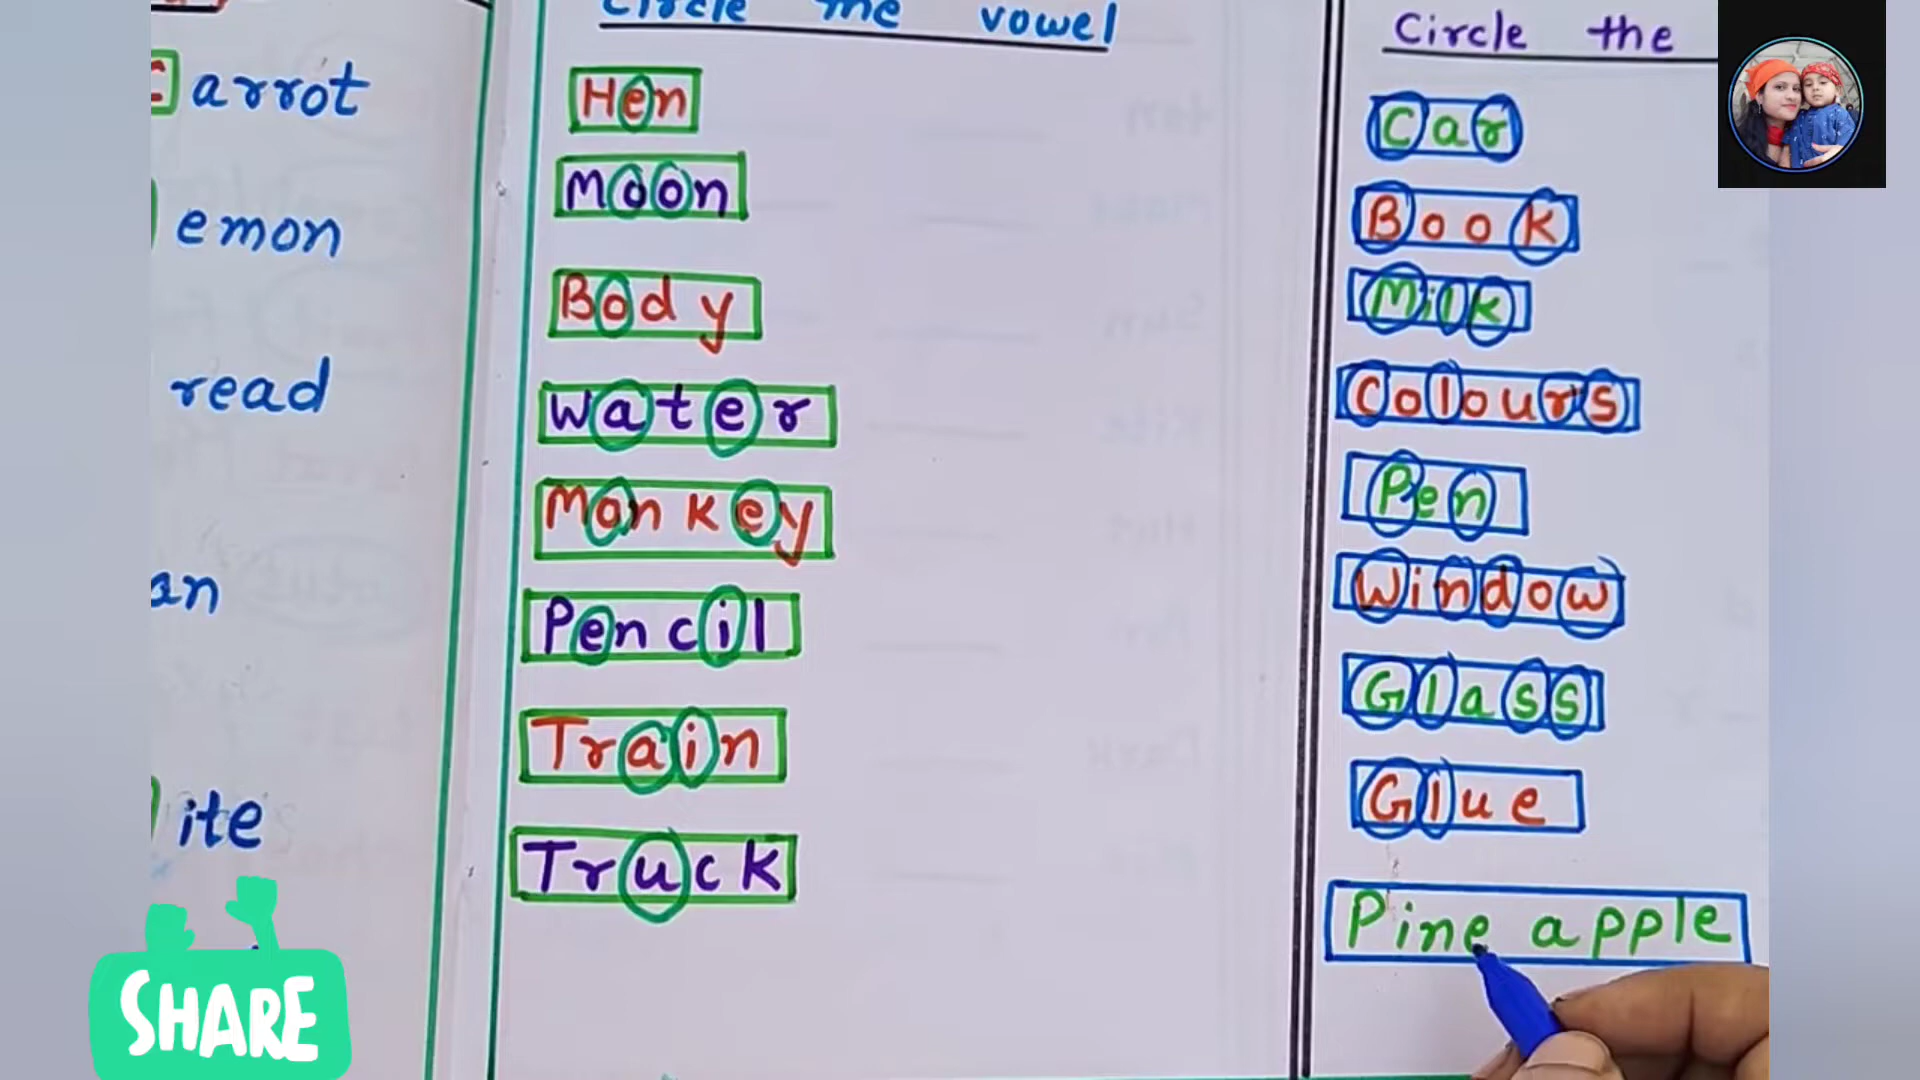 Carrot
emon
read
an
ite
Circle the vowel
Hen
Moon
Body
Water
Monkey
Pencil
Train
Truck
Circle the
Car
Book
Milk
Colours
Pen
Window
Glass
Glue
Pine apple
SHARE